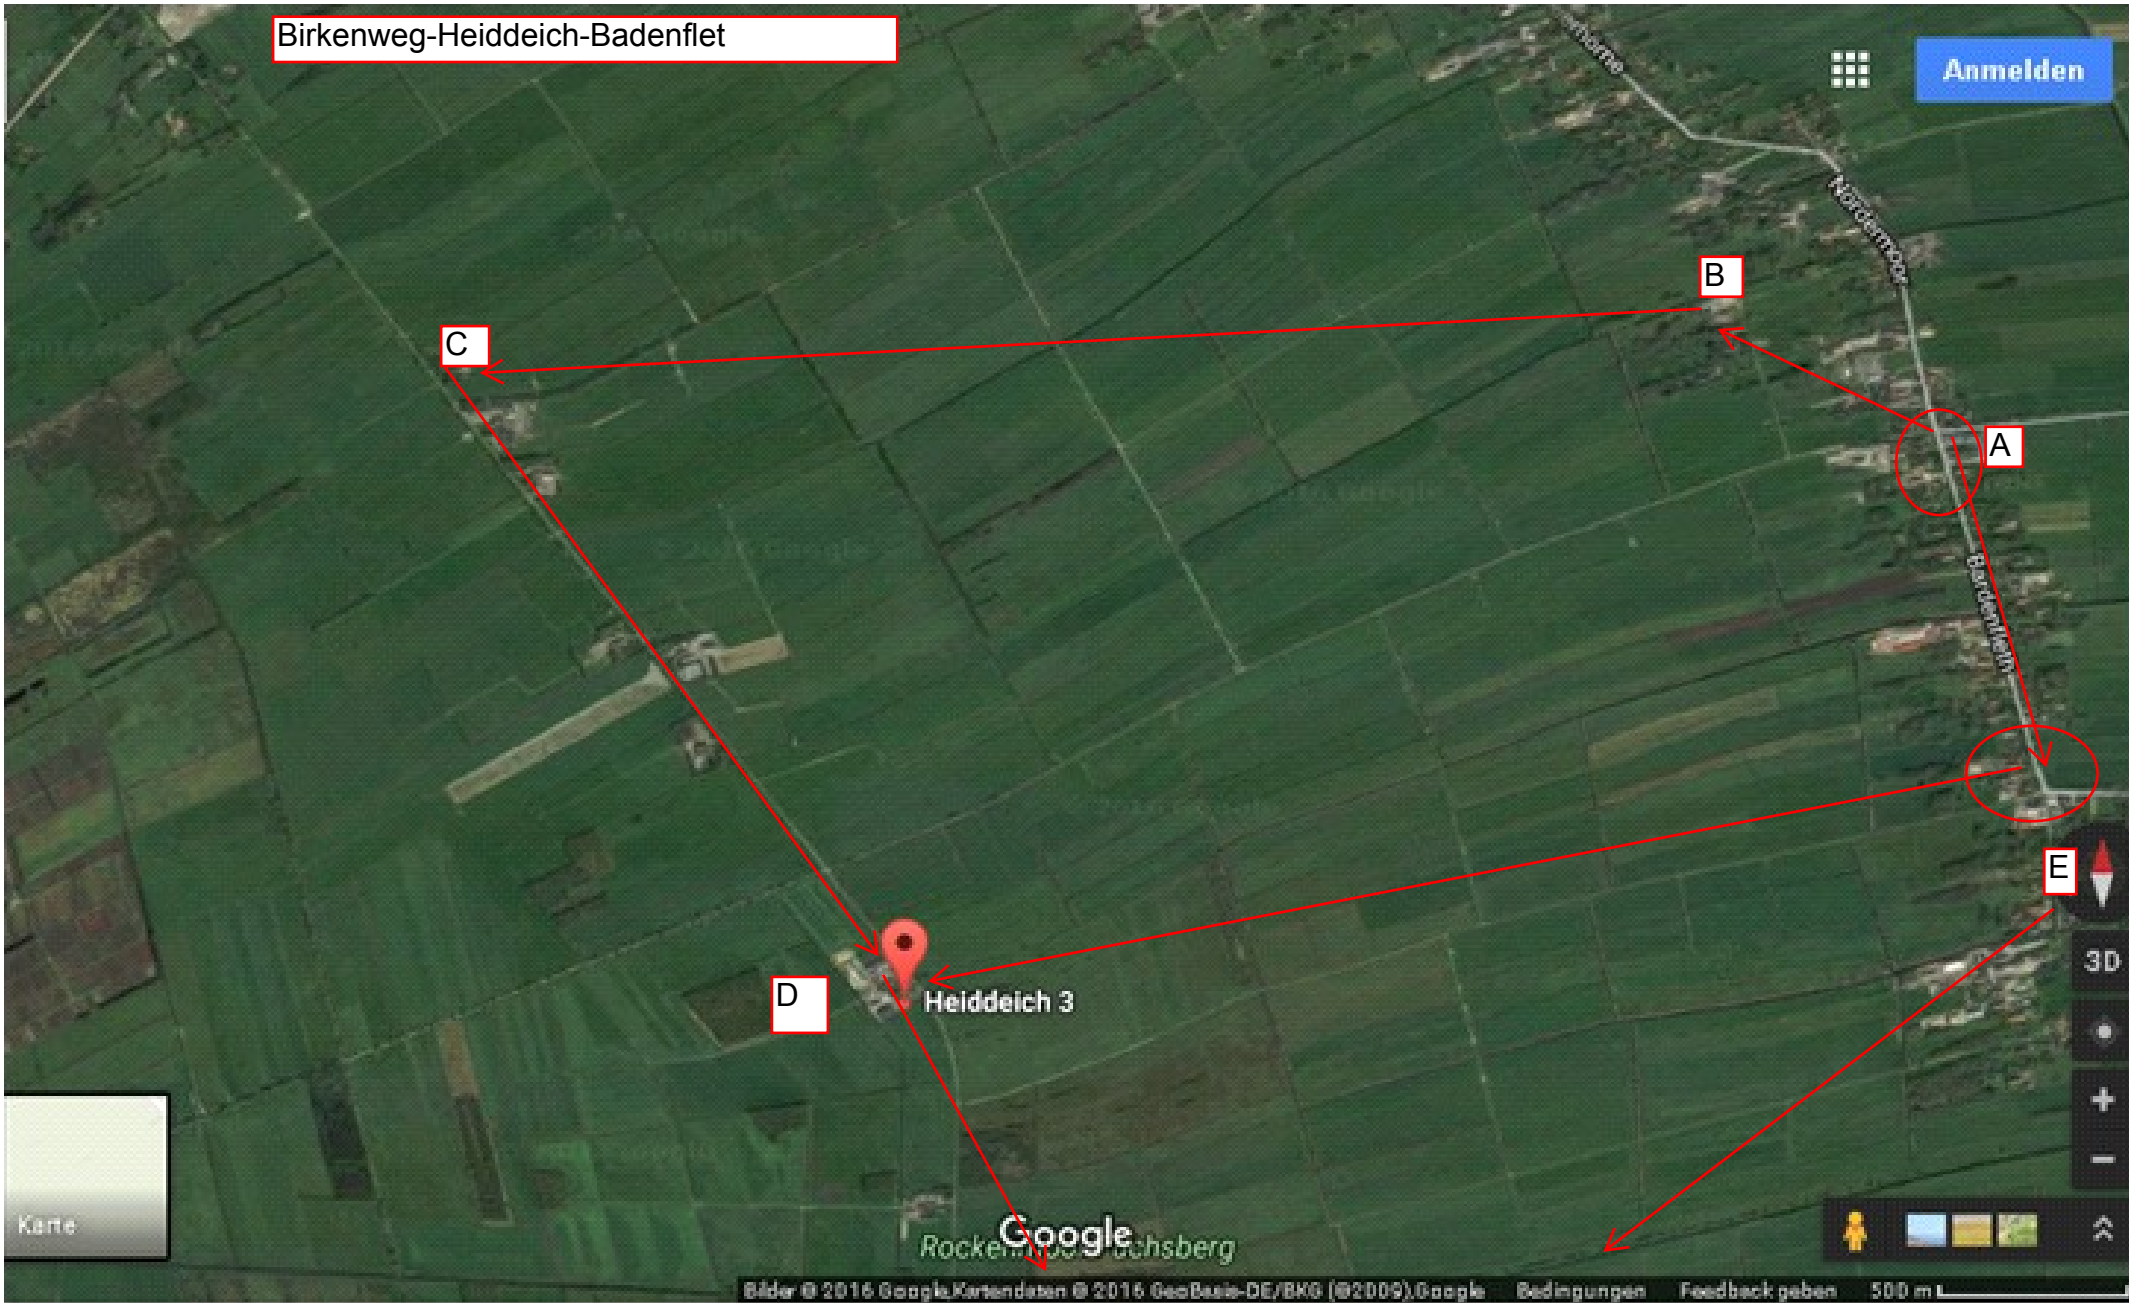 Birkenweg-Heiddeich-Badenflet
Anmelden
Nordermoor
B
C
A
Bardenfleth
E
3D
D
Heiddeich 3
Karte
Google
Bilder © 2016 Google,Kartendaten © 2016 GeoBasis-DE/BKG (©2009),Google Bedingungen Feedback geben 500 m